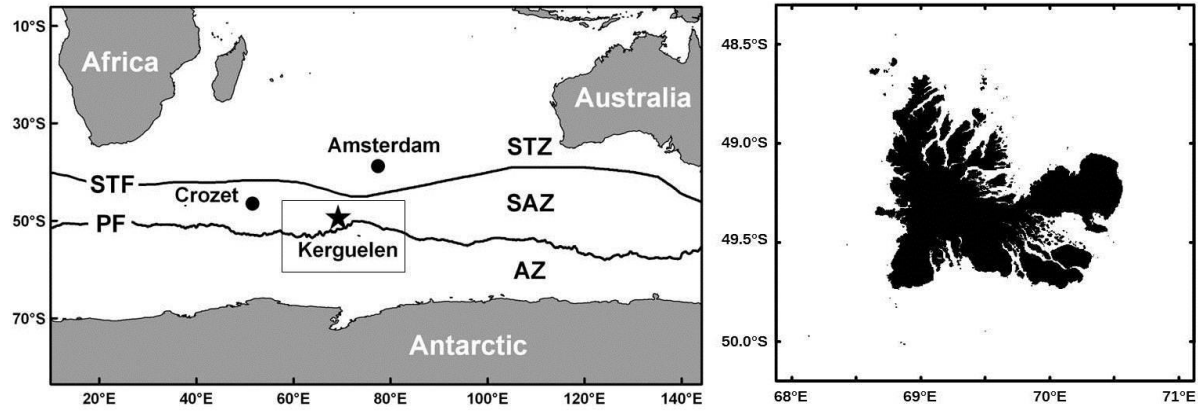 10°S
Africa
Australia
30°S
Amsterdam
STZ
STF
Crozet
SAZ
50°S
PF
Kerguelen
AZ
70°S
Antarctic
20°E
40°E
60°E
80°E
100°E
120°E
140°E
48.5°S
49.0°S
49.5°S
50.0°S
68°E
69°E
70°E
71°E